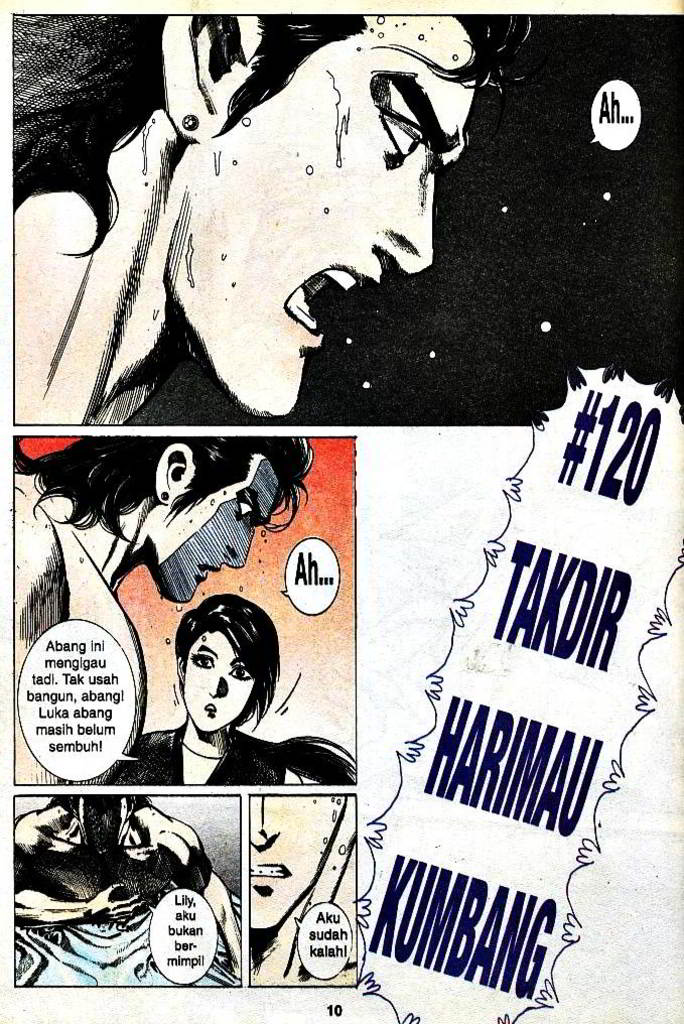 Ah...
#120
TAKDIR
HARIMAU
KUMBANG
Ah...
Abang ini
mengigau
tadi. Tak usah
bangun, abang!
Luka abang
masih belum
sembuh!
Lily,
aku
bukan
ber-
mimpi!
Aku
sudah
kalah!
10